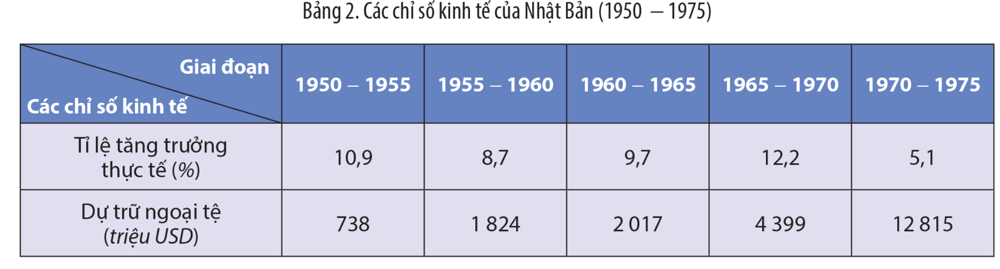 Bảng 2. Các chỉ số kinh tế của Nhật Bản (1950 – 1975)
Giai đoạn
Các chỉ số kinh tế
1950 – 1955
1955 – 1960
1960 – 1965
1965 – 1970
1970 – 1975
Tỉ lệ tăng trưởng
thực tế (%)
10,9
8,7
9,7
12,2
5,1
Dự trữ ngoại tệ
(triệu USD)
738
1 824
2 017
4 399
12 815